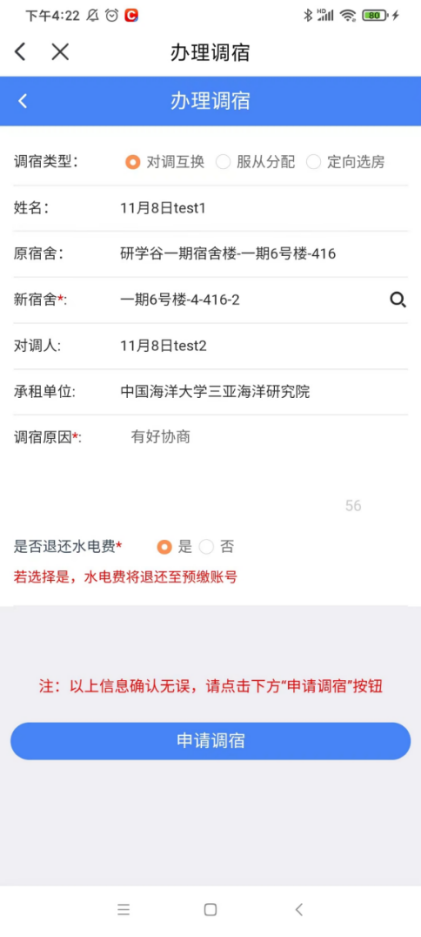 下午4:22
HD
60
办理调宿
办理调宿
调宿类型： 对调互换 服从分配 定向选房
姓名： 11月8日test1
原宿舍： 研学谷一期宿舍楼-一期6号楼-416
新宿舍*: 一期6号楼-4-416-2
对调人: 11月8日test2
承租单位: 中国海洋大学三亚海洋研究院
调宿原因*: 有好协商
56
是否退还水电费* 是 否
若选择是，水电费将退还至预缴账号
注：以上信息确认无误，请点击下方“申请调宿”按钮
申请调宿